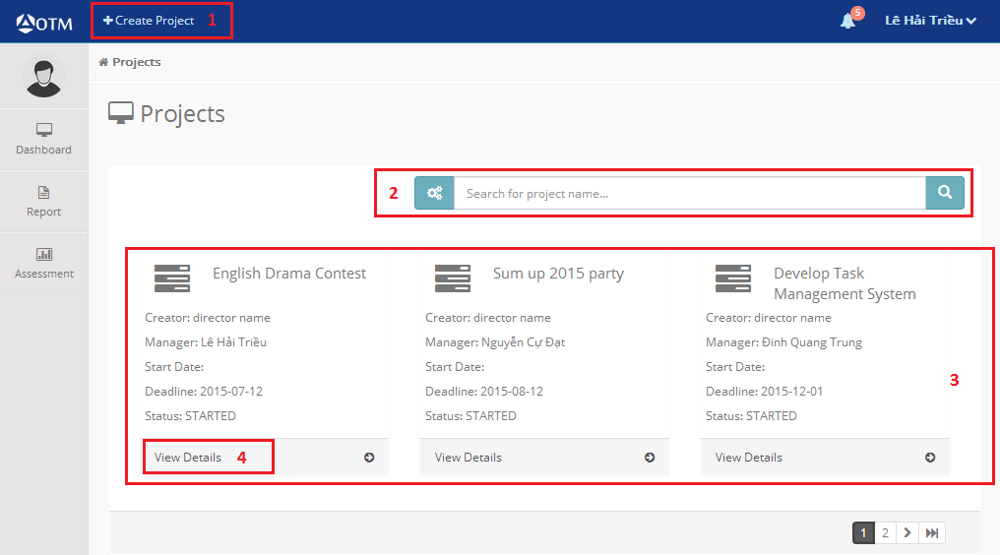 AOTM
Create Project 1
5
Lê Hải Triều
Projects
Dashboard
Report
Assessment
Projects
2 Search for project name...
English Drama Contest
Creator: director name
Manager: Lê Hải Triều
Start Date:
Deadline: 2015-07-12
Status: STARTED
View Details 4
Sum up 2015 party
Creator: director name
Manager: Nguyễn Cự Đạt
Start Date:
Deadline: 2015-08-12
Status: STARTED
View Details
Develop Task
Management System
Creator: director name
Manager: Đinh Quang Trung
Start Date:
Deadline: 2015-12-01
Status: STARTED
View Details
3
1 2